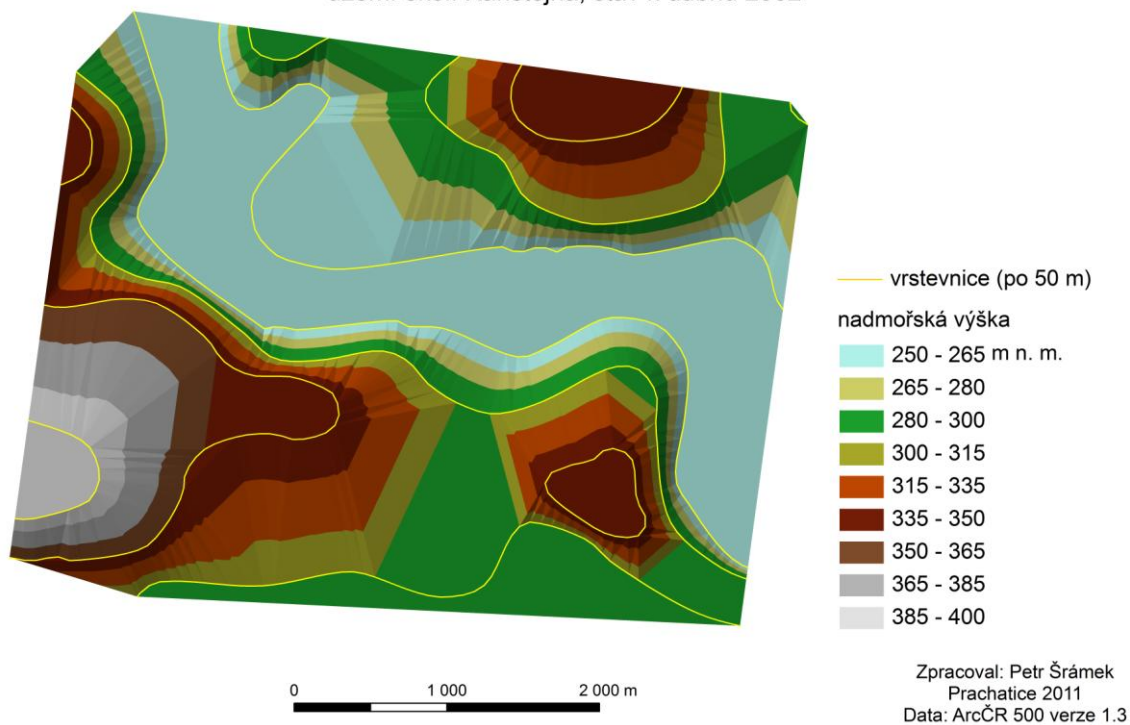 vrstevnice (po 50 m)
nadmořská výška
250 - 265 m n. m.
265 - 280
280 - 300
300 - 315
315 - 335
335 - 350
350 - 365
365 - 385
385 - 400
0 1 000 2 000 m
Zpracoval: Petr Šrámek
Prachatice 2011
Data: ArcČR 500 verze 1.3